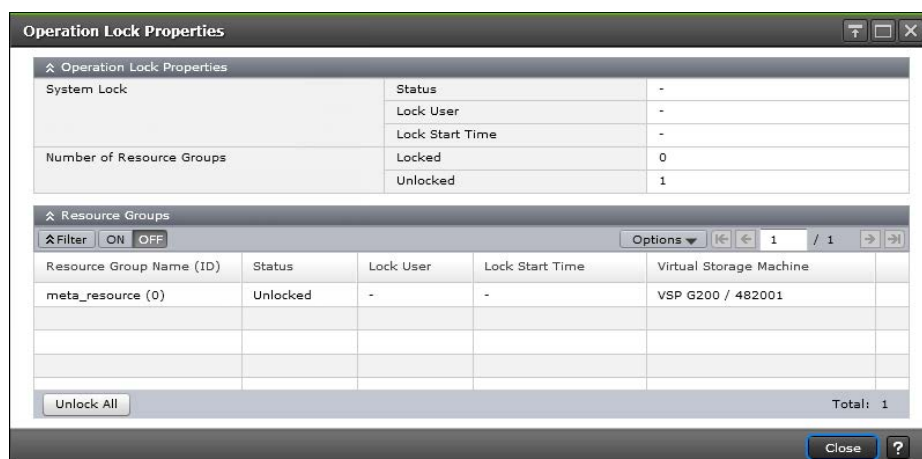 Operation Lock Properties
Operation Lock Properties
System Lock Status -
Lock User -
Lock Start Time -
Number of Resource Groups Locked 0
Unlocked 1
Resource Groups
Filter ON OFF Options 1 / 1
Resource Group Name (ID) Status Lock User Lock Start Time Virtual Storage Machine
meta_resource (0) Unlocked - - VSP G200 / 482001
Unlock All Total: 1
Close ?